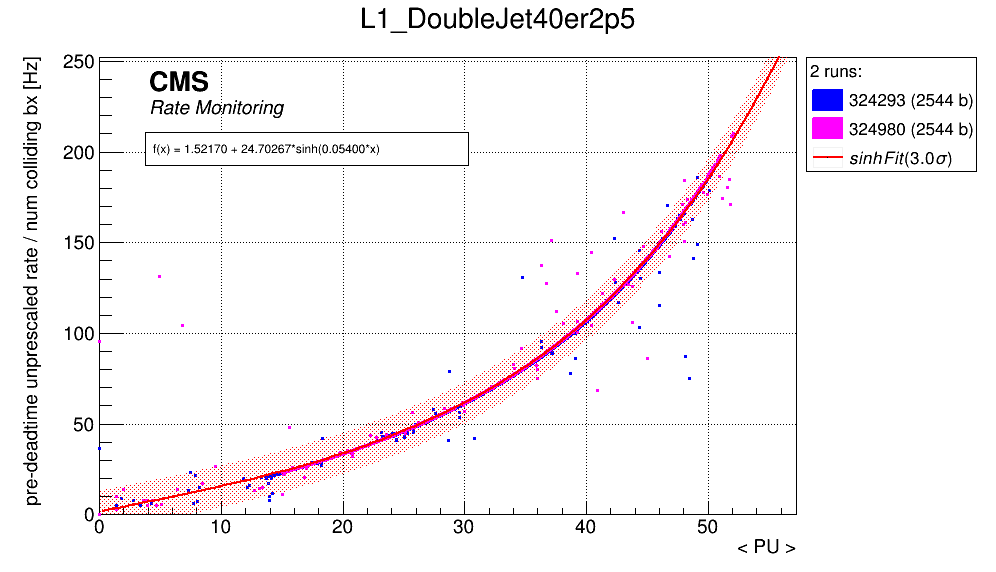 L1_DoubleJet40er2p5
pre-deadtime unprescaled rate / num colliding bx [Hz]
250
200
150
100
50
0
CMS
Rate Monitoring
f(x) = 1.52170 + 24.70267*sinh(0.05400*x)
0 10 20 30 40 50
< PU >
2 runs:
324293 (2544 b)
324980 (2544 b)
sinhFit(3.0σ)